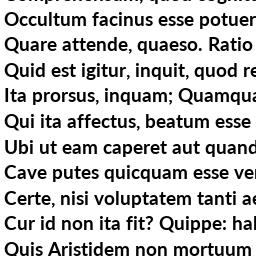 Occultum facinus esse potuer
Quare attende, quaeso. Ratio
Quid est igitur, inquit, quod re
Ita prorsus, inquam; Quamqua
Qui ita affectus, beatum esse
Ubi ut eam caperet aut quand
Cave putes quicquam esse ver
Certe, nisi voluptatem tanti ae
Cur id non ita fit? Quippe: hab
Quis Aristidem non mortuum